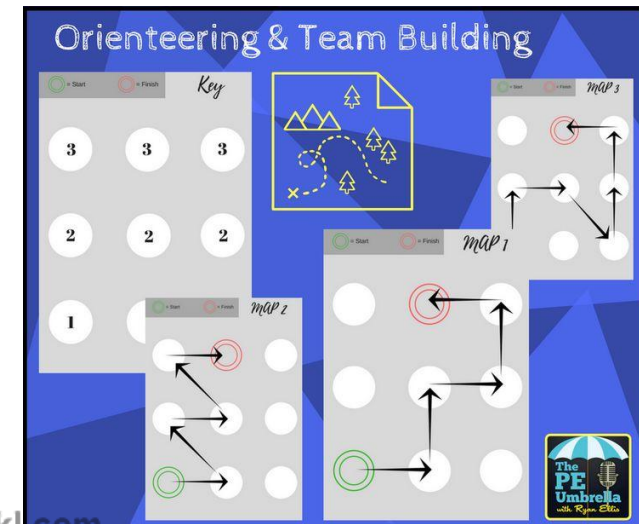 Orienteering & Team Building
= Start = Finish Key
3 3 3
2 2 2
1
= Start = Finish MAP 3
= Start = Finish MAP 1
= Start = Finish MAP 2
The
PE
Umbrella
with Ryan Ellis